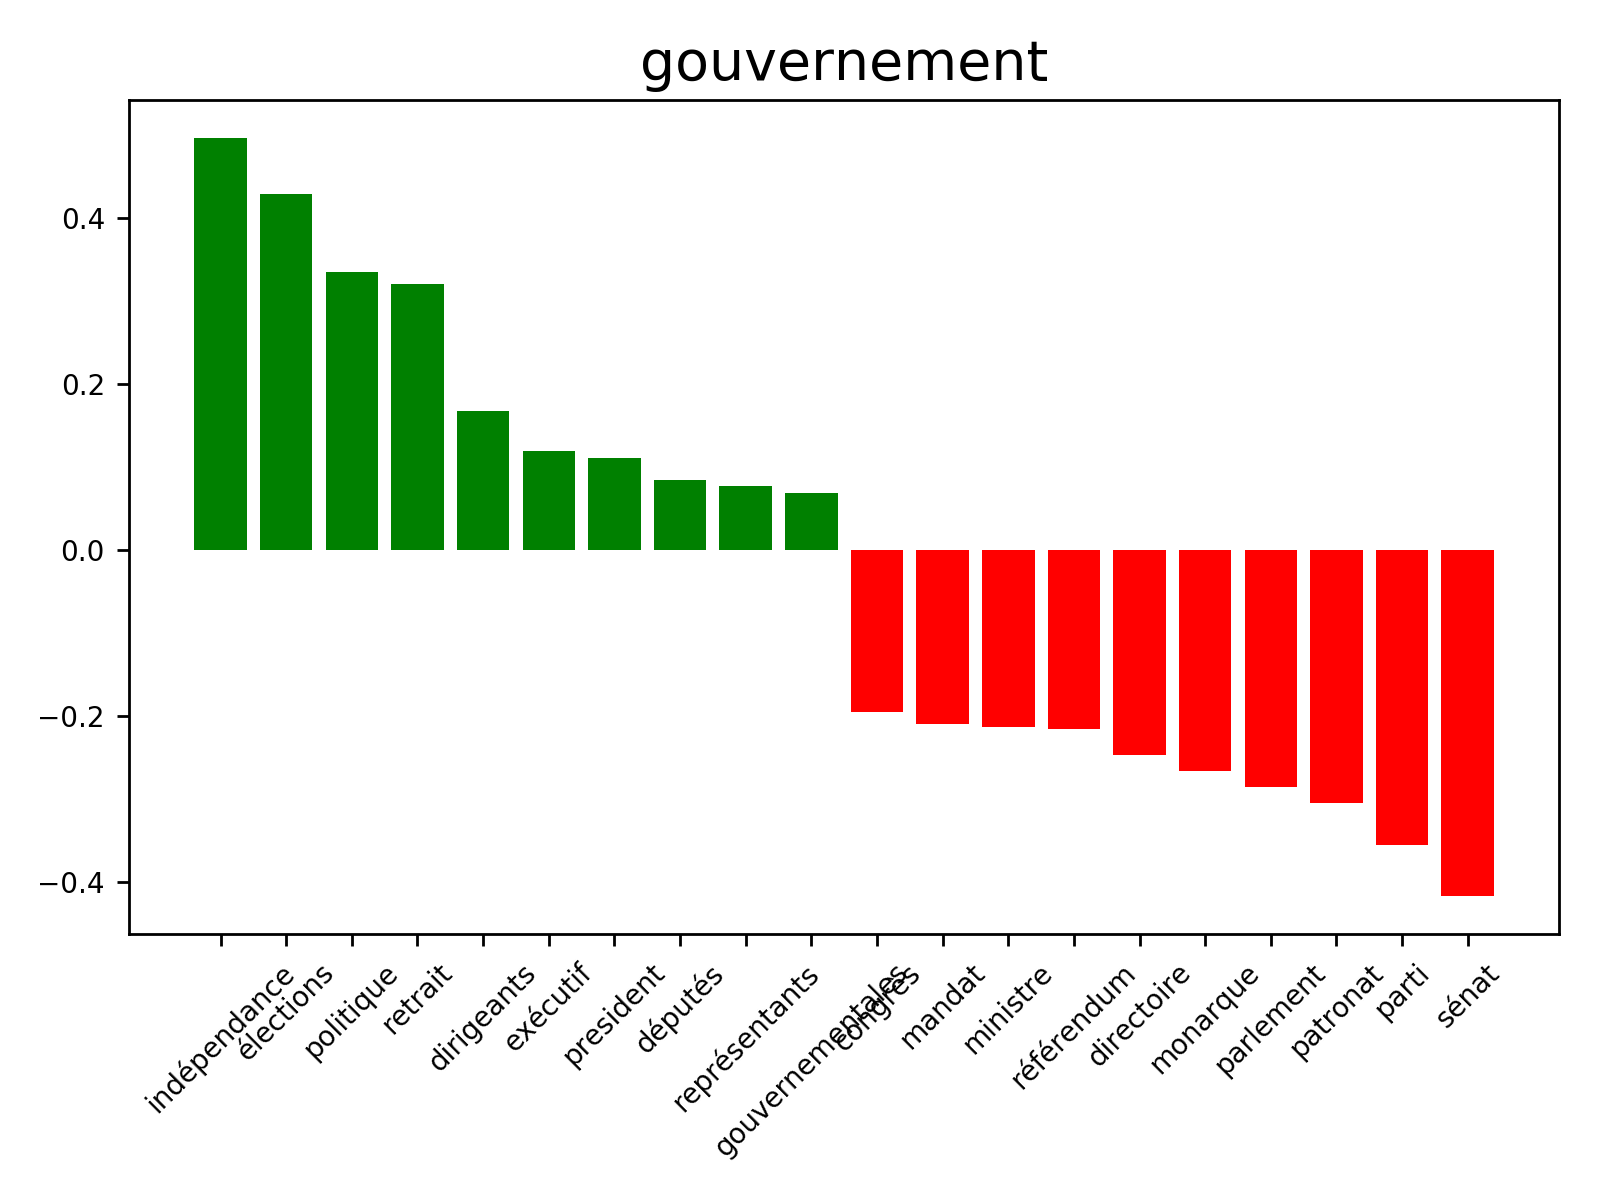 gouvernement
0.4
0.2
0.0
−0.2
−0.4
indépendance
élections
politique
retrait
dirigeants
exécutif
president
députés
représentants
gouvernementales
congrès
mandat
ministre
référendum
directoire
monarque
parlement
patronat
parti
sénat